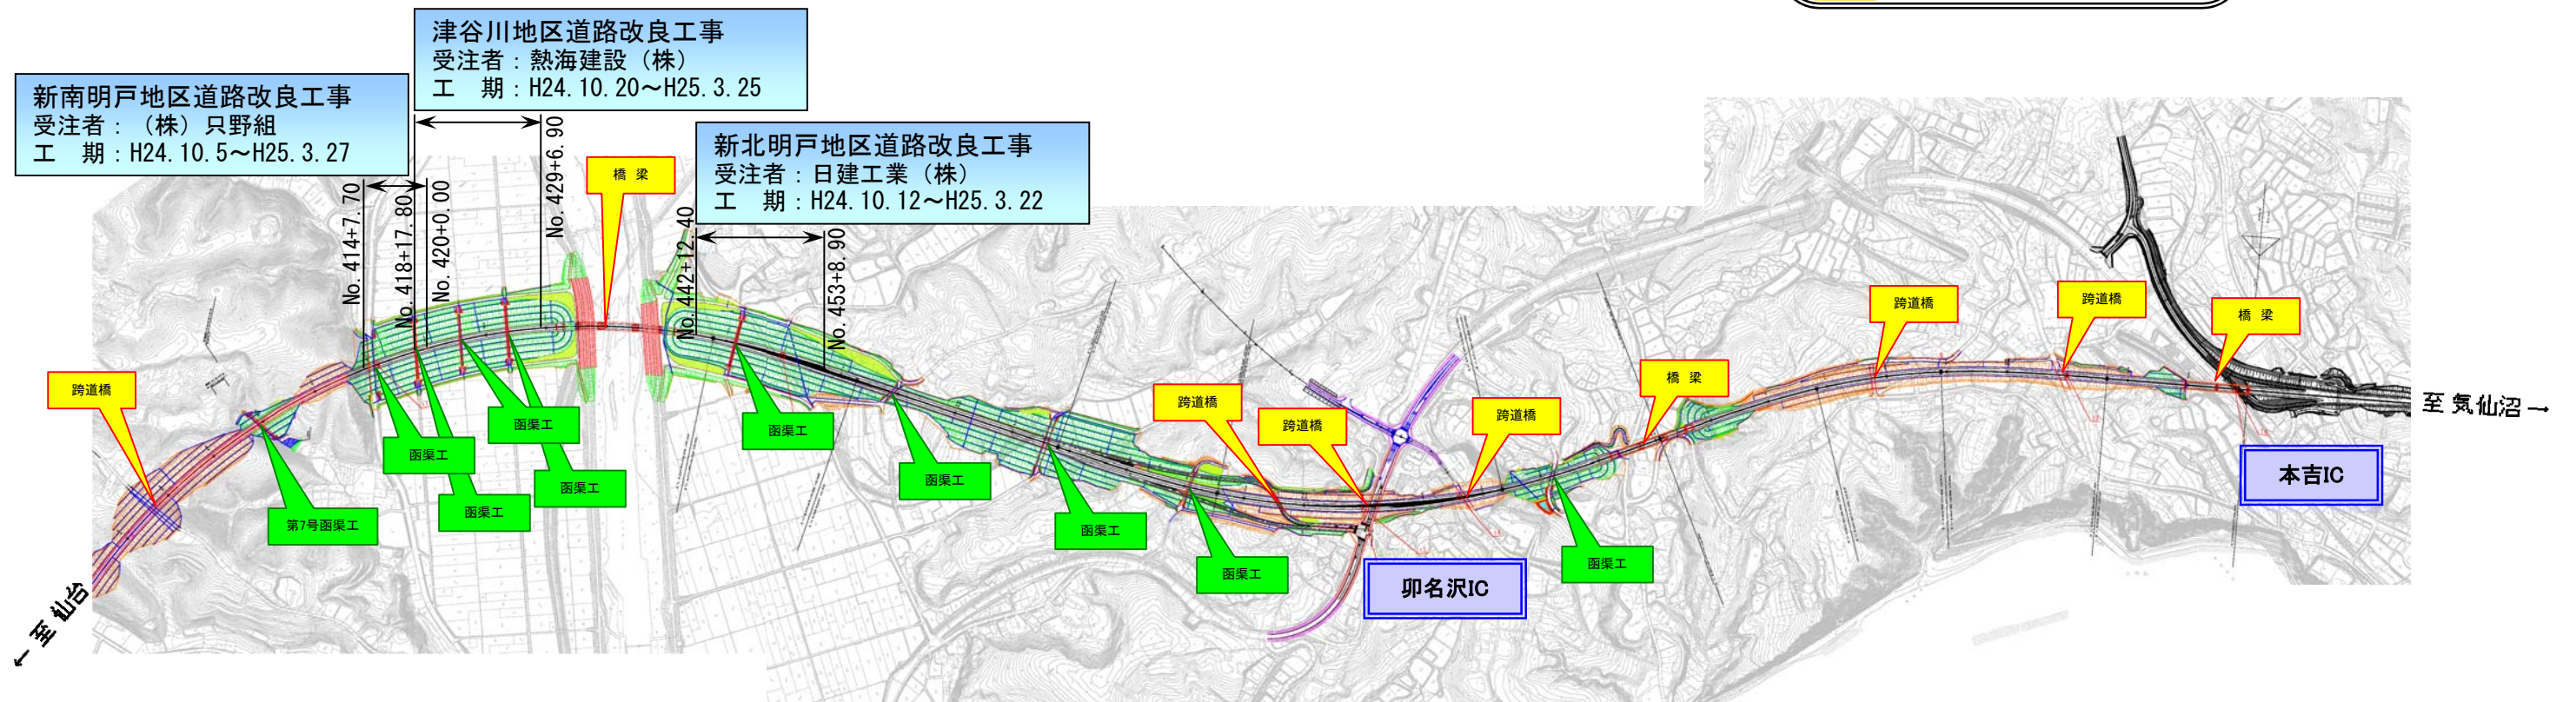 津谷川地区道路改良工事
受注者：熱海建設（株）
工　期：H24.10.20～H25.3.25
新南明戸地区道路改良工事
受注者：（株）只野組
工　期：H24.10.5～H25.3.27
新北明戸地区道路改良工事
受注者：日建工業（株）
工　期：H24.10.12～H25.3.22
No.414+7.70
No.418+17.80
No.420+0.00
No.429+6.90
No.442+12.40
No.453+8.90
橋 梁
跨道橋
第7号函渠工
函渠工
函渠工
函渠工
函渠工
函渠工
函渠工
函渠工
函渠工
跨道橋
跨道橋
跨道橋
函渠工
橋 梁
跨道橋
跨道橋
橋 梁
卯名沢IC
本吉IC
←至 仙台
至 気仙沼→